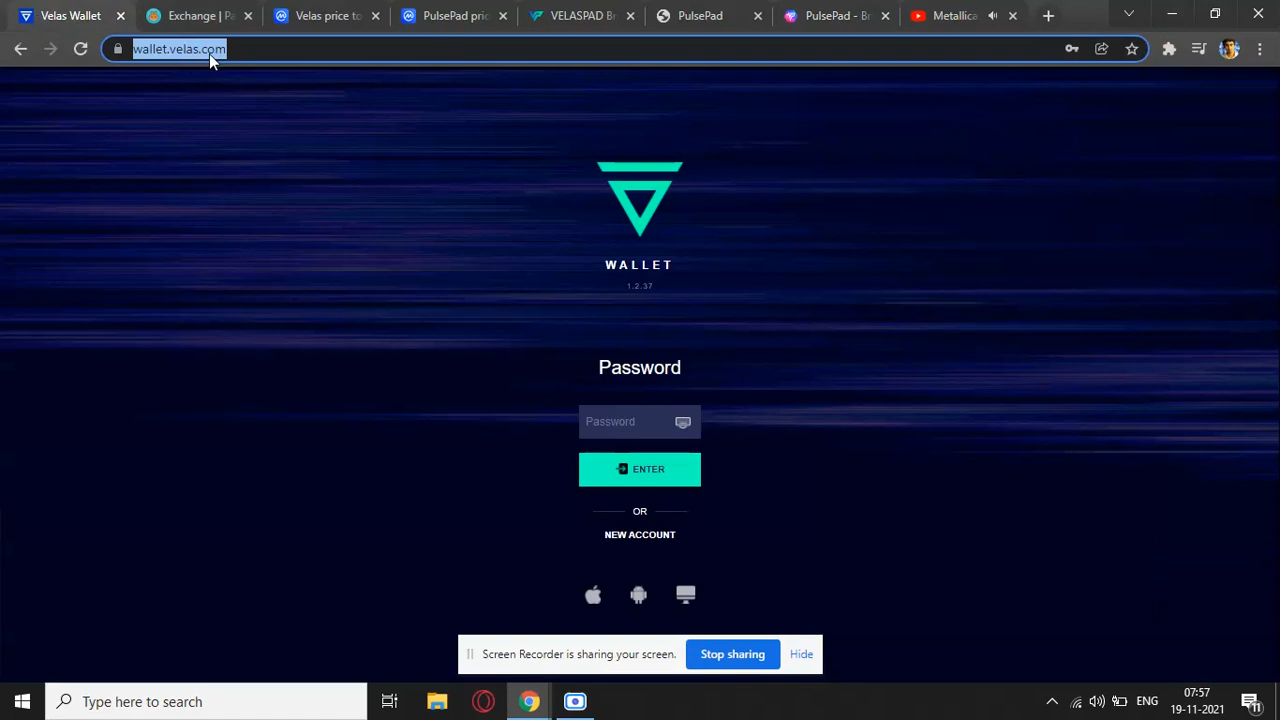 Velas Wallet
Exchange | Pa
Velas price to
PulsePad pric
VELASPAD B
PulsePad
PulsePad - Br
Metallica
wallet.velas.com
WALLET
1.2.37
Password
Password
ENTER
OR
NEW ACCOUNT
Screen Recorder is sharing your screen.
Stop sharing
Hide
Type here to search
ENG
07:57
19-11-2021
11